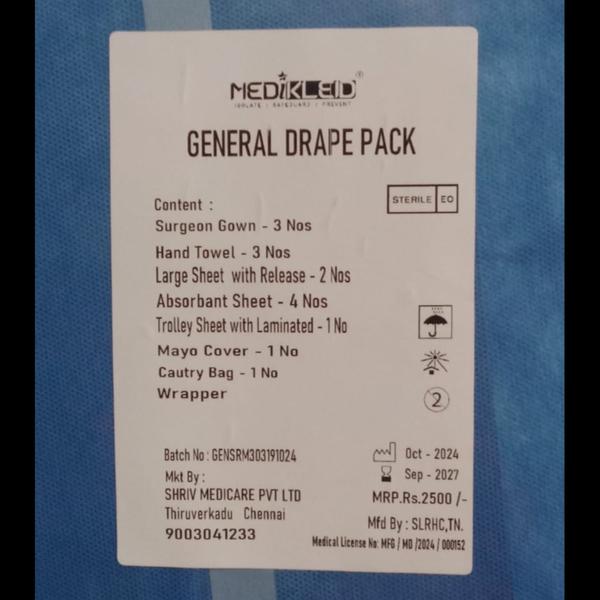 MEDIKLEID®
ISOLATE | SAFEGUARD | PREVENT
GENERAL DRAPE PACK
STERILE EO
Content :
Surgeon Gown - 3 Nos
Hand Towel - 3 Nos
Large Sheet with Release - 2 Nos
Absorbant Sheet - 4 Nos
Trolley Sheet with Laminated - 1 No
Mayo Cover - 1 No
Cautry Bag - 1 No
Wrapper
2
Batch No : GENSRM303191024
Mkt By :
SHRIV MEDICARE PVT LTD
Thiruverkadu Chennai
9003041233
Oct - 2024
Sep - 2027
MRP.Rs.2500 /-
Mfd By : SLRHC,TN.
Medical License No: MFG / MD /2024 / 000152